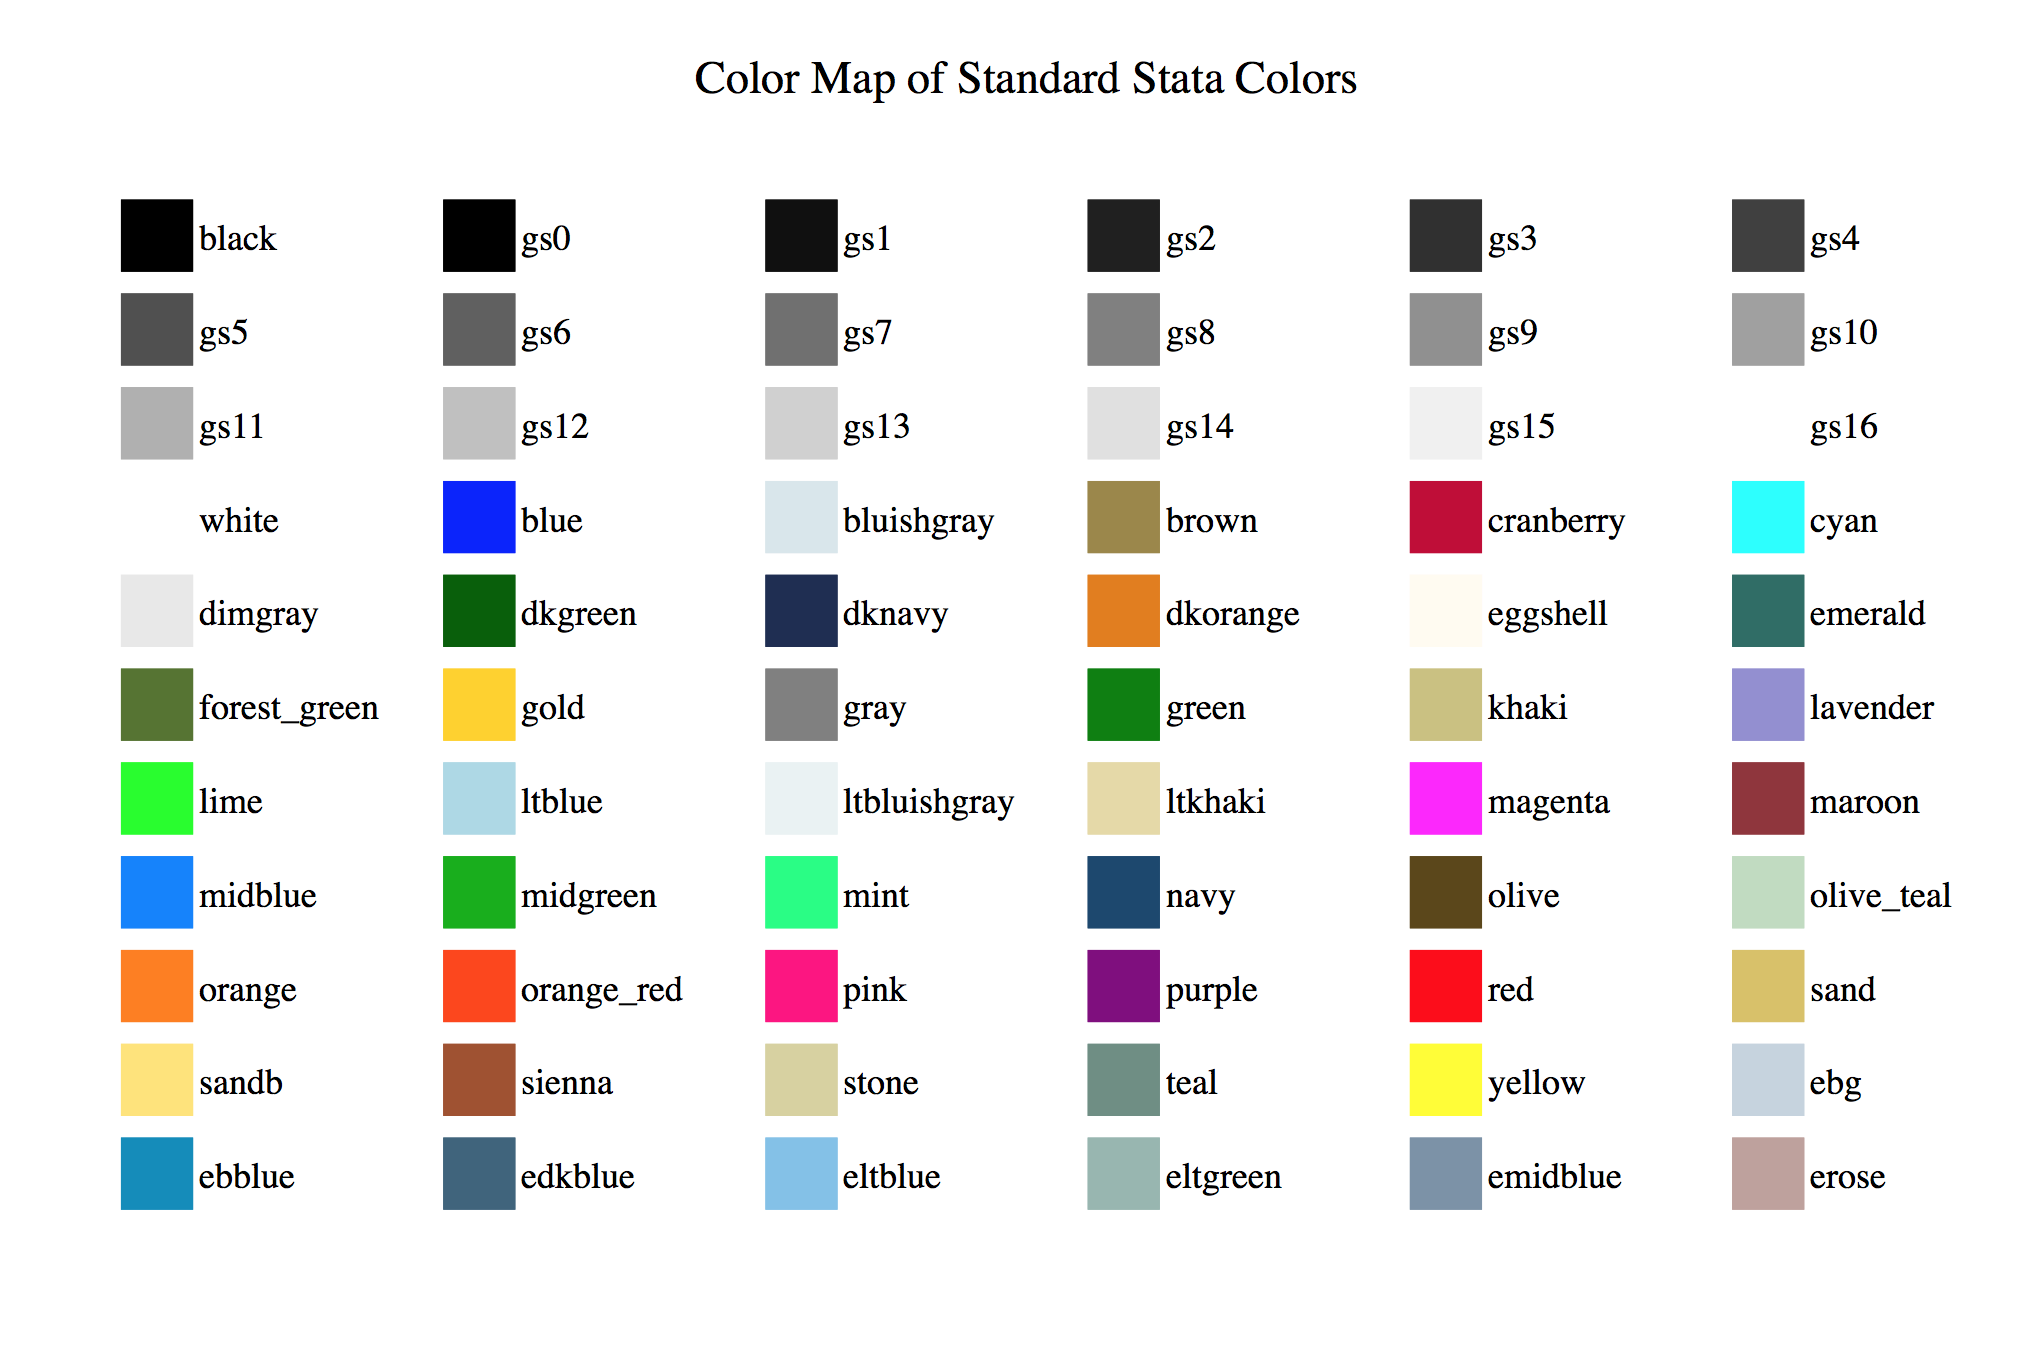 Color Map of Standard Stata Colors
black gs0 gs1 gs2 gs3 gs4
gs5 gs6 gs7 gs8 gs9 gs10
gs11 gs12 gs13 gs14 gs15 gs16
white blue bluishgray brown cranberry cyan
dimgray dkgreen dknavy dkorange eggshell emerald
forest_green gold gray green khaki lavender
lime ltblue ltbluishgray ltkhaki magenta maroon
midblue midgreen mint navy olive olive_teal
orange orange_red pink purple red sand
sandb sienna stone teal yellow ebg
ebblue edkblue eltblue eltgreen emidblue erose